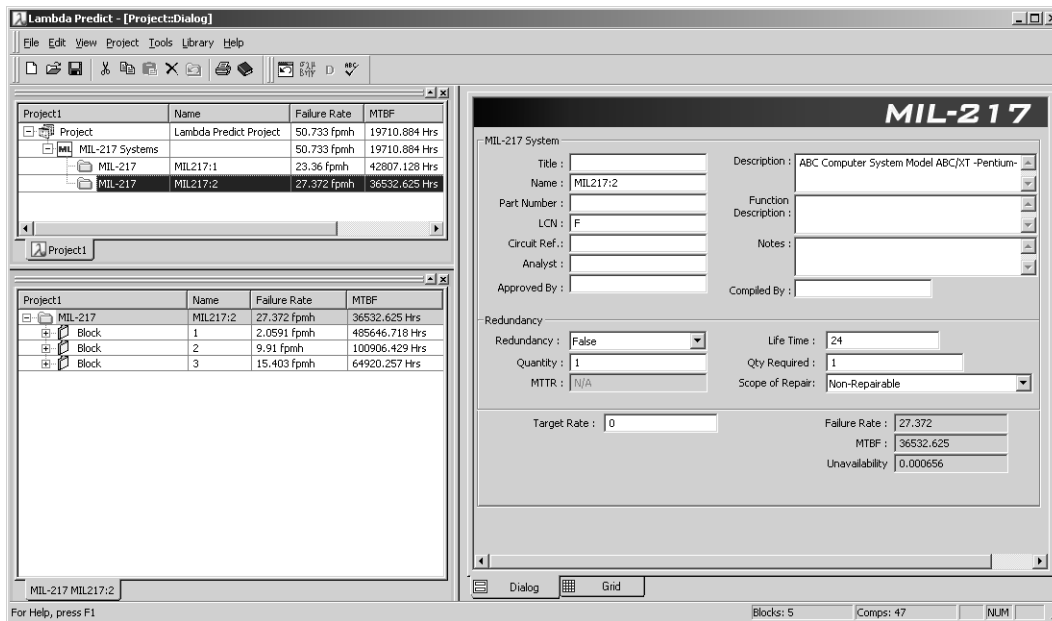 Lambda Predict - [Project::Dialog]
File Edit View Project Tools Library Help
Project1 Name Failure Rate MTBF
Project Lambda Predict Project 50.733 fpmh 19710.884 Hrs
ML MIL-217 Systems 50.733 fpmh 19710.884 Hrs
MIL-217 MIL217:1 23.36 fpmh 42807.128 Hrs
MIL-217 MIL217:2 27.372 fpmh 36532.625 Hrs
Project1
Project1 Name Failure Rate MTBF
MIL-217 MIL217:2 27.372 fpmh 36532.625 Hrs
Block 1 2.0591 fpmh 485646.718 Hrs
Block 2 9.91 fpmh 100906.429 Hrs
Block 3 15.403 fpmh 64920.257 Hrs
MIL-217 MIL217:2
MIL-217
MIL-217 System
Title :
Name : MIL217:2
Part Number :
LCN : F
Circuit Ref.:
Analyst :
Approved By :
Description : ABC Computer System Model ABC/XT -Pentium-
Function
Description :
Notes :
Compiled By :
Redundancy
Redundancy : False
Quantity : 1
MTTR : N/A
Life Time : 24
Qty Required : 1
Scope of Repair: Non-Repairable
Target Rate : 0
Failure Rate : 27.372
MTBF : 36532.625
Unavailability 0.000656
Dialog Grid
For Help, press F1 Blocks: 5 Comps: 47 NUM